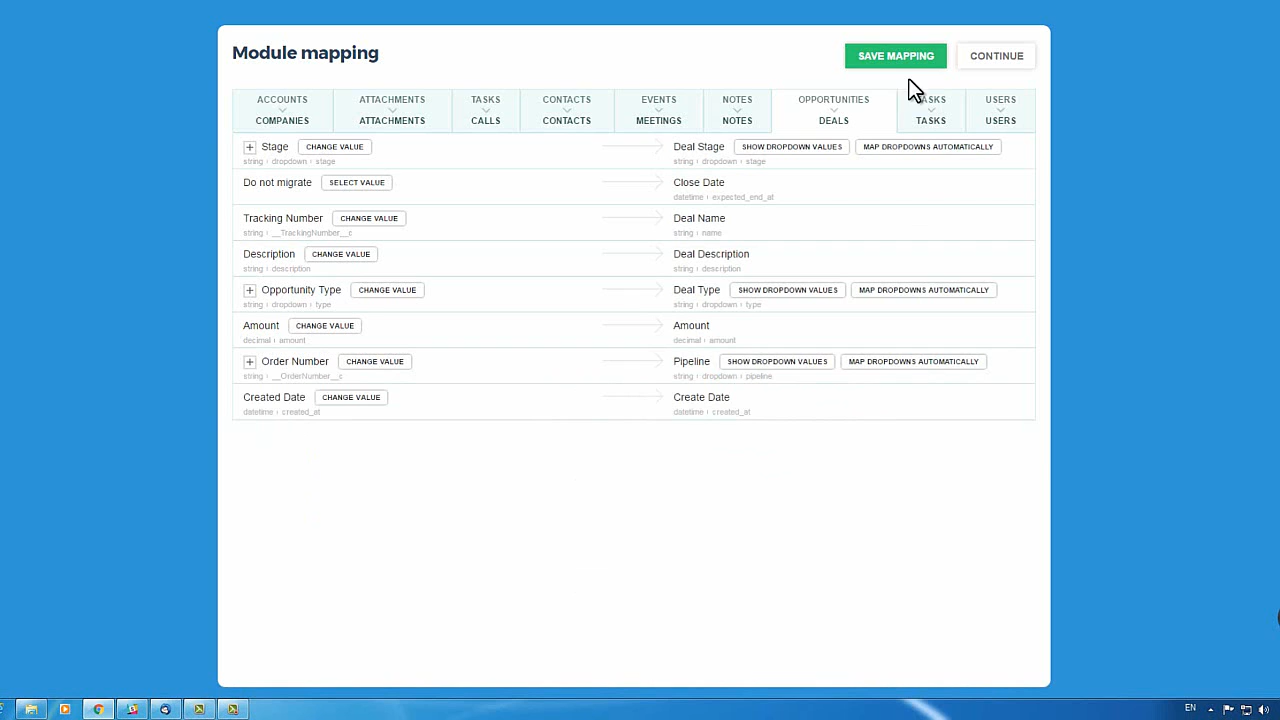 Module mapping
SAVE MAPPING CONTINUE
ACCOUNTS ATTACHMENTS TASKS CONTACTS EVENTS NOTES OPPORTUNITIES TASKS USERS
COMPANIES ATTACHMENTS CALLS CONTACTS MEETINGS NOTES DEALS TASKS USERS
Stage CHANGE VALUE Deal Stage SHOW DROPDOWN VALUES MAP DROPDOWNS AUTOMATICALLY
string dropdown stage string dropdown stage
Do not migrate SELECT VALUE Close Date
datetime expected_end_at
Tracking Number CHANGE VALUE Deal Name
string __TrackingNumber__c string name
Description CHANGE VALUE Deal Description
string description string description
Opportunity Type CHANGE VALUE Deal Type SHOW DROPDOWN VALUES MAP DROPDOWNS AUTOMATICALLY
string dropdown type string dropdown type
Amount CHANGE VALUE Amount
decimal amount decimal amount
Order Number CHANGE VALUE Pipeline SHOW DROPDOWN VALUES MAP DROPDOWNS AUTOMATICALLY
string __OrderNumber__c string dropdown pipeline
Created Date CHANGE VALUE Create Date
datetime created_at datetime created_at
EN